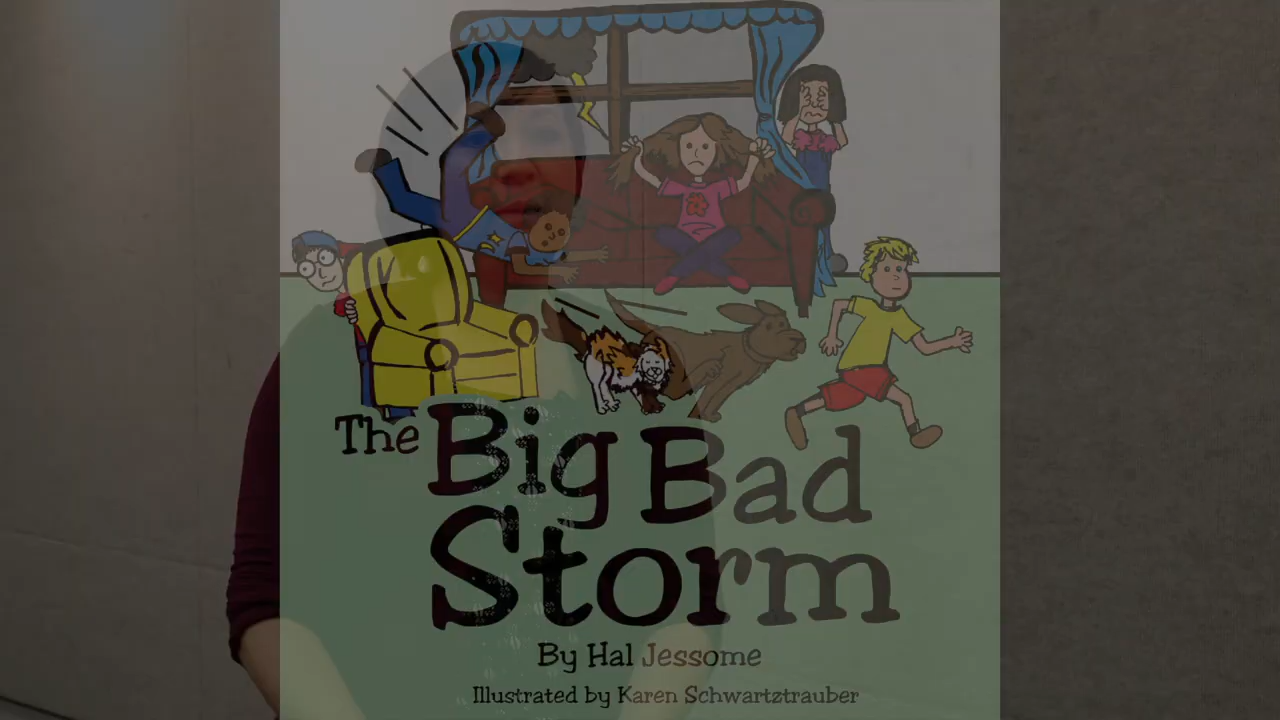 The Big Bad
Storm
By Hal Jessome
Illustrated by Karen Schwartztrauber